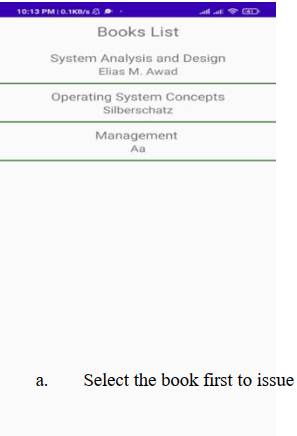 10:13 PM | 0.1KB/s
Books List
System Analysis and Design
Elias M. Awad
Operating System Concepts
Silberschatz
Management
Aa
a. Select the book first to issue